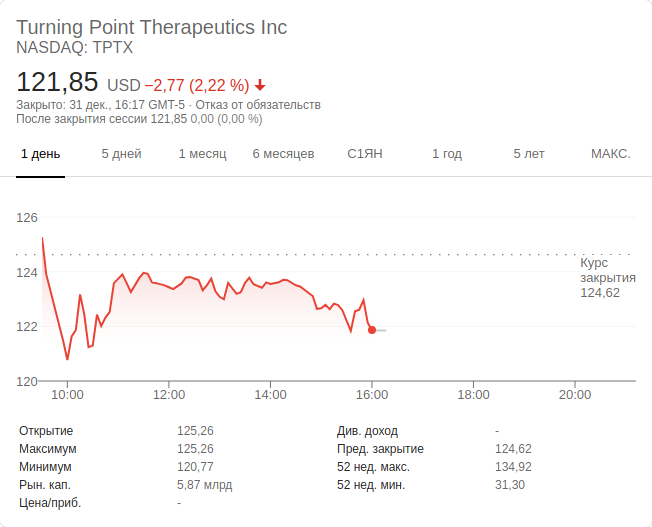 Turning Point Therapeutics Inc
NASDAQ: TPTX
121,85 USD −2,77 (2,22 %)
Закрыто: 31 дек., 16:17 GMT-5 · Отказ от обязательств
После закрытия сессии 121,85 0,00 (0,00 %)
1 день 5 дней 1 месяц 6 месяцев С1ЯН 1 год 5 лет МАКС.
126
124
122
120
Курс
закрытия
124,62
10:00 12:00 14:00 16:00 18:00 20:00
Открытие 125,26 Див. доход -
Максимум 125,26 Пред. закрытие 124,62
Минимум 120,77 52 нед. макс. 134,92
Рын. кап. 5,87 млрд 52 нед. мин. 31,30
Цена/приб. -